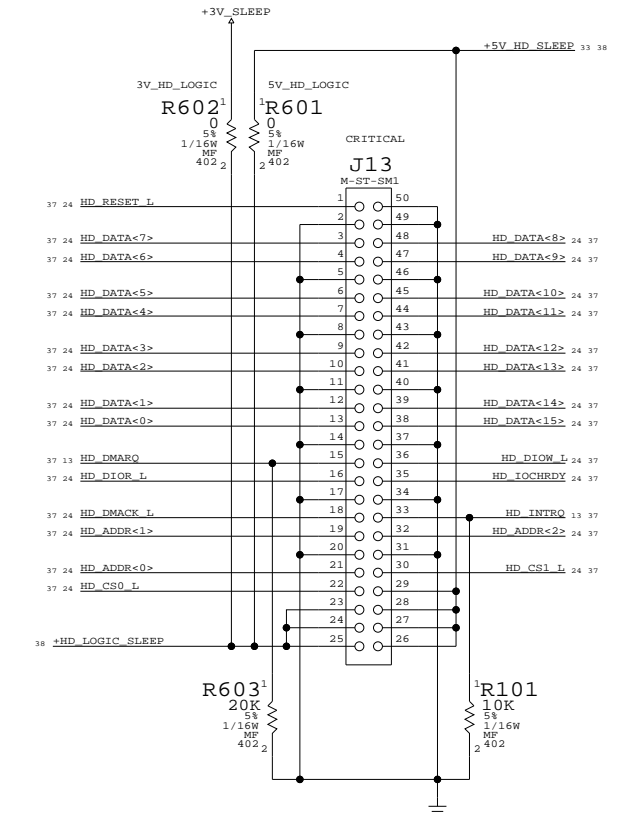 +3V_SLEEP
+5V_HD_SLEEP 33 38
3V_HD_LOGIC 5V_HD_LOGIC
R602 1 1 R601
0 0
5% 5%
1/16W 1/16W
MF MF
402 2 2 402
CRITICAL
J13
M-ST-SM1
37 24 HD_RESET_L 1 50
2 49
37 24 HD_DATA<7> 3 48 HD_DATA<8> 24 37
37 24 HD_DATA<6> 4 47 HD_DATA<9> 24 37
5 46
37 24 HD_DATA<5> 6 45 HD_DATA<10> 24 37
37 24 HD_DATA<4> 7 44 HD_DATA<11> 24 37
8 43
37 24 HD_DATA<3> 9 42 HD_DATA<12> 24 37
37 24 HD_DATA<2> 10 41 HD_DATA<13> 24 37
11 40
37 24 HD_DATA<1> 12 39 HD_DATA<14> 24 37
37 24 HD_DATA<0> 13 38 HD_DATA<15> 24 37
14 37
37 13 HD_DMARQ 15 36 HD_DIOW_L 24 37
37 24 HD_DIOR_L 16 35 HD_IOCHRDY 24 37
17 34
37 24 HD_DMACK_L 18 33 HD_INTRQ 13 37
37 24 HD_ADDR<1> 19 32 HD_ADDR<2> 24 37
20 31
37 24 HD_ADDR<0> 21 30 HD_CS1_L 24 37
37 24 HD_CS0_L 22 29
23 28
24 27
38 +HD_LOGIC_SLEEP 25 26
R603 1 1 R101
20K 10K
5% 5%
1/16W 1/16W
MF MF
402 2 2 402